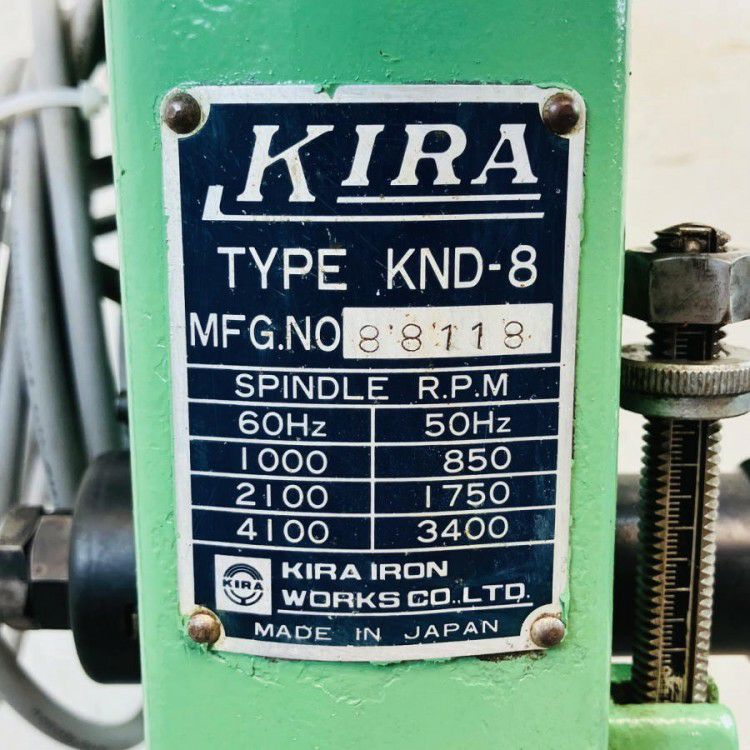 KIRA
TYPE KND-8
MFG.NO 88118
SPINDLE R.P.M
60Hz 50Hz
1000 850
2100 1750
4100 3400
KIRA
KIRA IRON
WORKS CO.,LTD.
MADE IN JAPAN